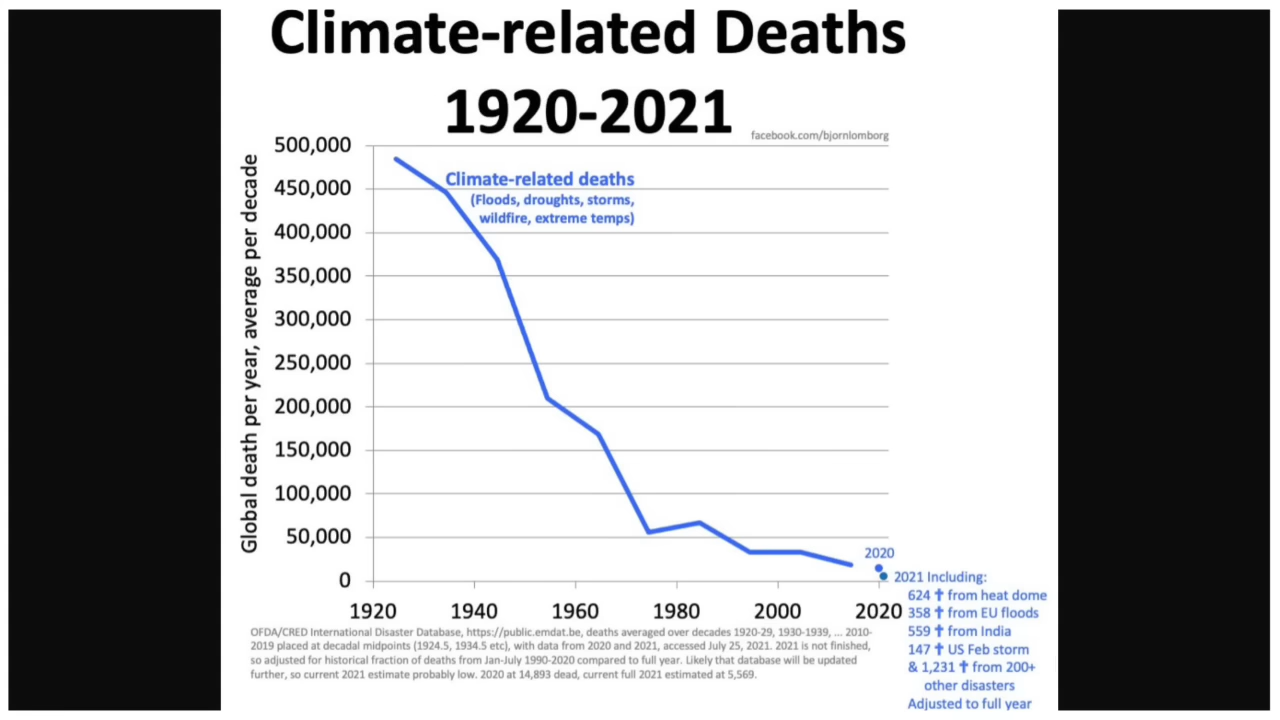 Climate-related Deaths
1920-2021
facebook.com/bjornlomborg
Global death per year, average per decade
500,000
450,000
400,000
350,000
300,000
250,000
200,000
150,000
100,000
50,000
0
Climate-related deaths
(Floods, droughts, storms,
wildfire, extreme temps)
1920
1940
1960
1980
2000
2020
2020
2021 Including:
624 ✝ from heat dome
358 ✝ from EU floods
559 ✝ from India
147 ✝ US Feb storm
& 1,231 ✝ from 200+
other disasters
Adjusted to full year
OFDA/CRED International Disaster Database, https://public.emdat.be, deaths averaged over decades 1920-29, 1930-1939, ... 2010-
2019 placed at decadal midpoints (1924.5, 1934.5 etc), with data from 2020 and 2021, accessed July 25, 2021. 2021 is not finished,
so adjusted for historical fraction of deaths from Jan-July 1990-2020 compared to full year. Likely that database will be updated
further, so current 2021 estimate probably low. 2020 at 14,893 dead, current full 2021 estimated at 5,569.